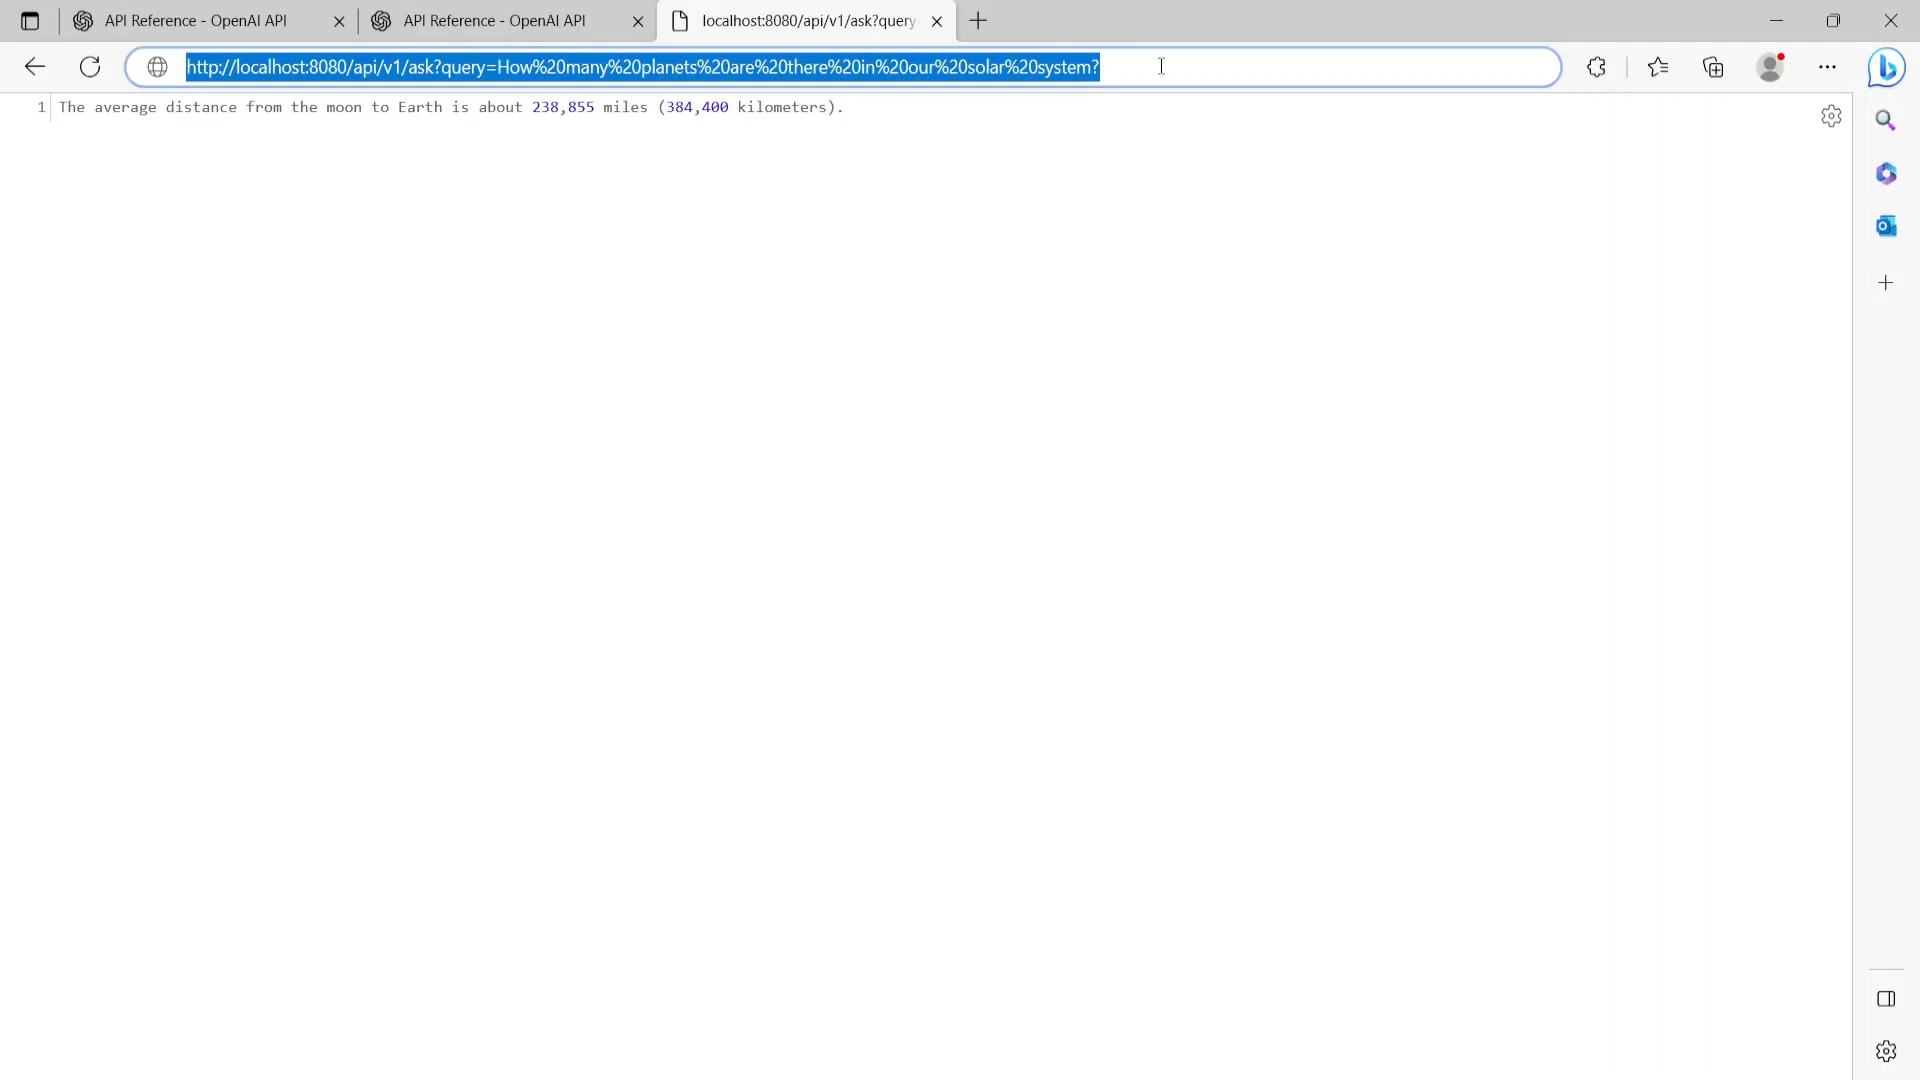 API Reference - OpenAI API
API Reference - OpenAI API
localhost:8080/api/v1/ask?query
http://localhost:8080/api/v1/ask?query=How%20many%20planets%20are%20there%20in%20our%20solar%20system?
1 The average distance from the moon to Earth is about 238,855 miles (384,400 kilometers).